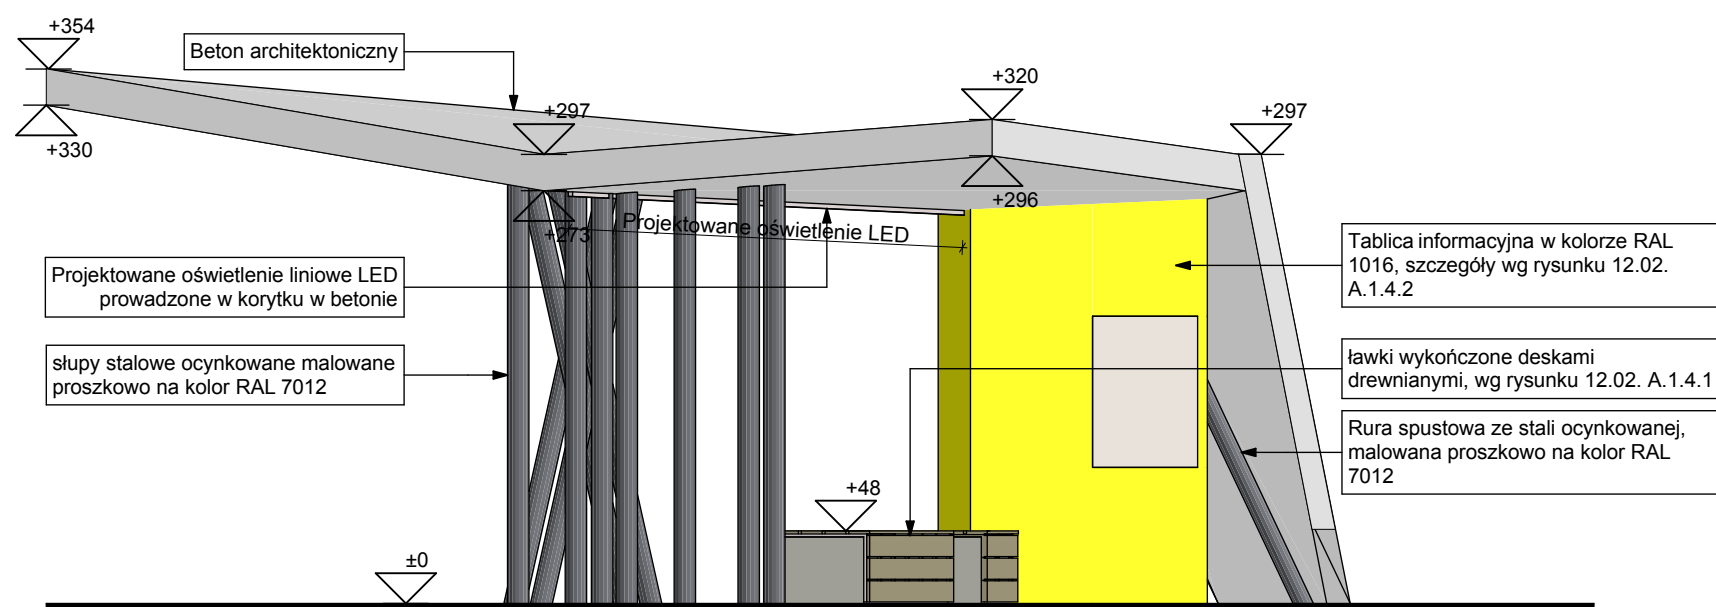 +354
Beton architektoniczny
+320
+297
+297
+330
+296
+273
Projektowane oświetlenie LED
Projektowane oświetlenie liniowe LED
prowadzone w korytku w betonie
Tablica informacyjna w kolorze RAL
1016, szczegóły wg rysunku 12.02.
A.1.4.2
słupy stalowe ocynkowane malowane
proszkowo na kolor RAL 7012
ławki wykończone deskami
drewnianymi, wg rysunku 12.02. A.1.4.1
Rura spustowa ze stali ocynkowanej,
malowana proszkowo na kolor RAL
7012
+48
±0